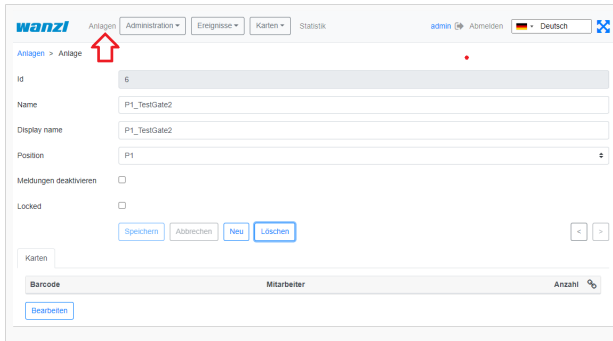 wanzl Anlagen Administration Ereignisse Karten Statistik admin Abmelden Deutsch
Anlagen > Anlage
Id 6
Name P1_TestGate2
Display name P1_TestGate2
Position P1
Meldungen deaktivieren
Locked
Speichern Abbrechen Neu Löschen < >
Karten
Barcode Mitarbeiter Anzahl
Bearbeiten